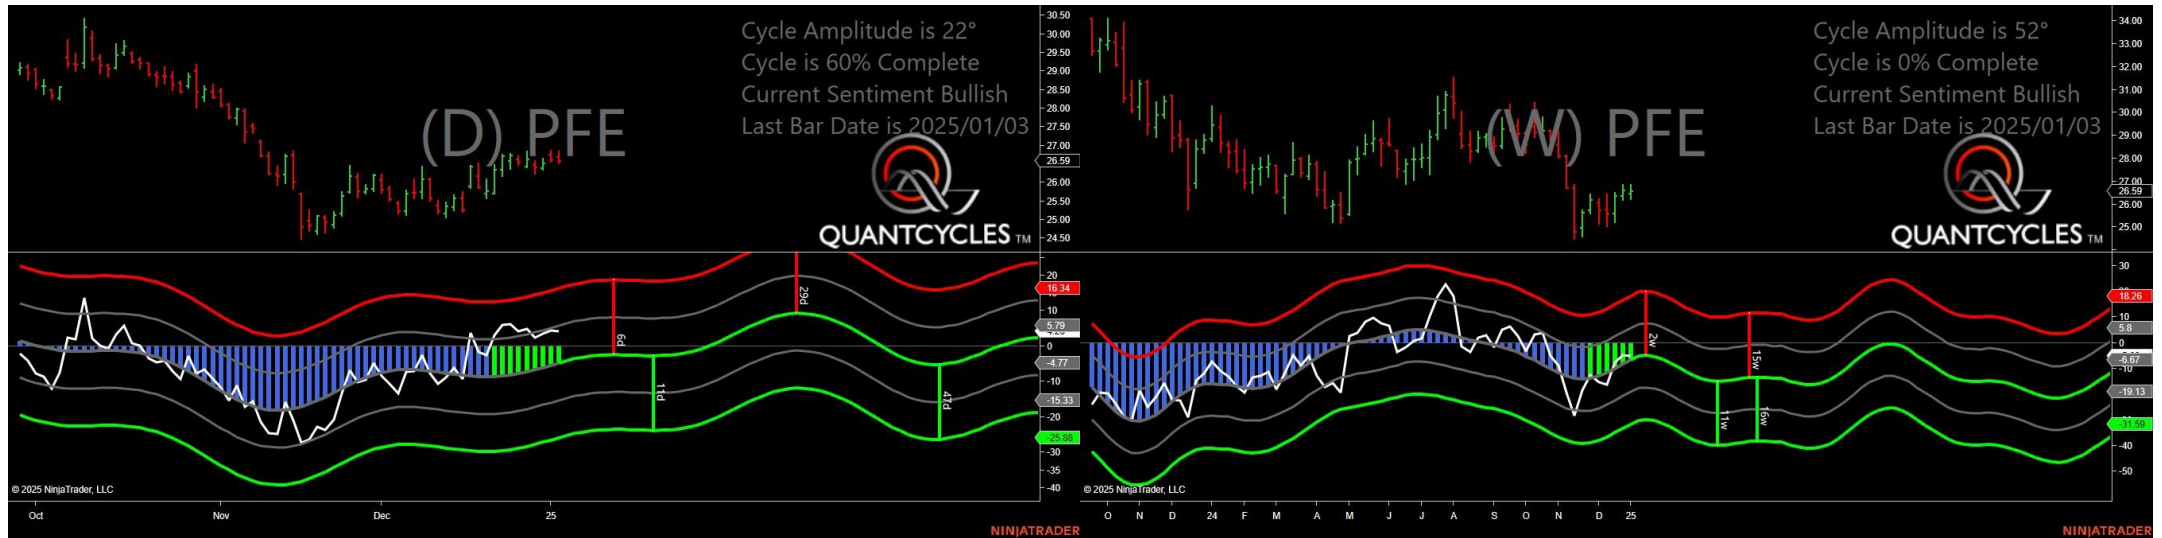 Cycle Amplitude is 22°
Cycle is 60% Complete
Current Sentiment Bullish
Last Bar Date is 2025/01/03
(D) PFE
QUANTCYCLES TM
30.50
30.00
29.50
29.00
28.50
28.00
27.50
27.00
26.59
26.00
25.50
25.00
24.50
20
16.34
10
5.79
0
-4.77
-10
-15.33
-20
-25.88
-30
-35
-40
6d
11d
29d
47d
© 2025 NinjaTrader, LLC
Oct
Nov
Dec
25
NINJATRADER
Cycle Amplitude is 52°
Cycle is 0% Complete
Current Sentiment Bullish
Last Bar Date is 2025/01/03
(W) PFE
QUANTCYCLES TM
34.00
33.00
32.00
31.00
30.00
29.00
28.00
27.00
26.59
26.00
25.00
30
18.26
10
5.8
0
-6.67
-10
-19.13
-31.59
-40
-50
2w
11w
15w
16w
© 2025 NinjaTrader, LLC
O N D 24 F M A M J J A S O N D 25
NINJATRADER